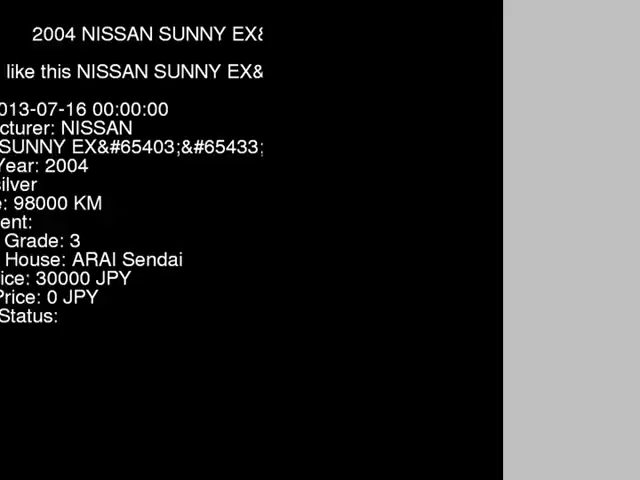 2004 NISSAN SUNNY EX&
like this NISSAN SUNNY EX&
013-07-16 00:00:00
cturer: NISSAN
SUNNY EX&#65403;&#65433;
Year: 2004
silver
e: 98000 KM
ent:
Grade: 3
House: ARAI Sendai
ice: 30000 JPY
Price: 0 JPY
Status: